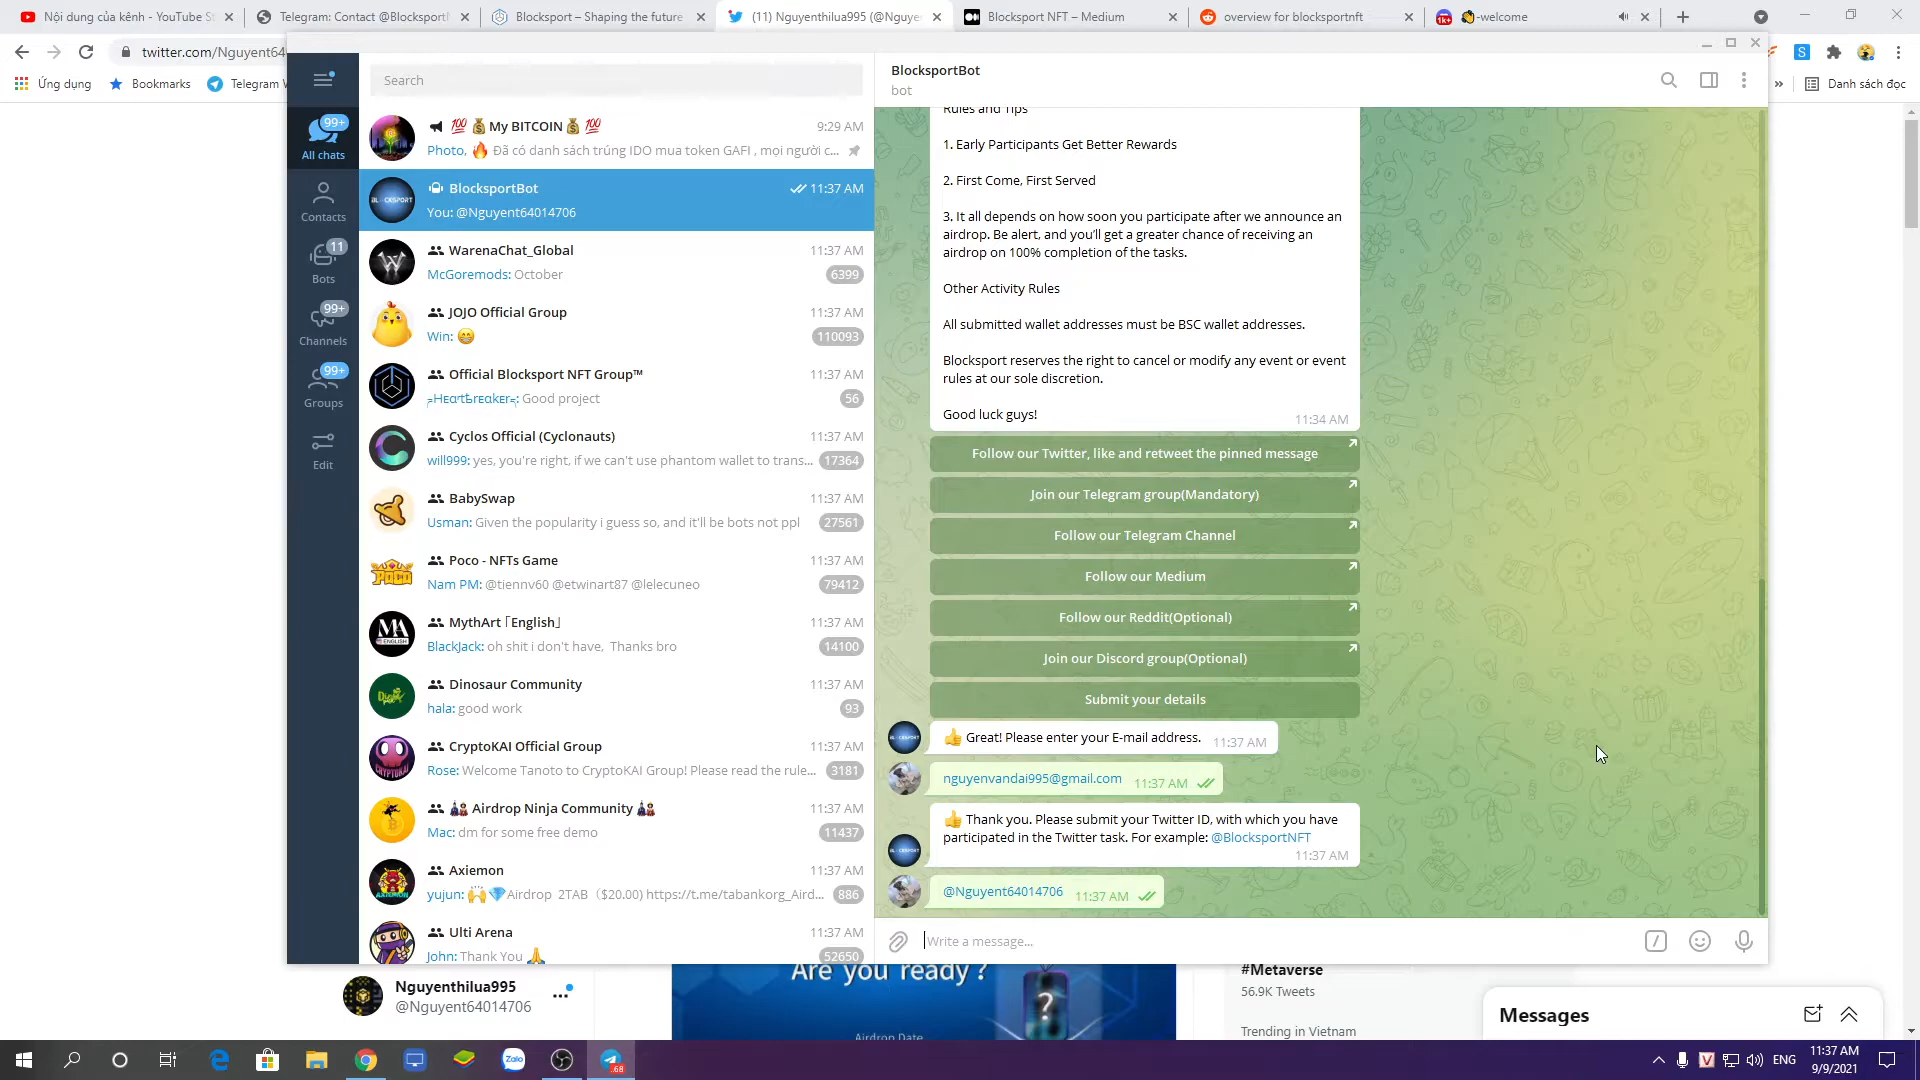 Nội dung của kênh - YouTube St
Telegram: Contact @Blocksportl
Blocksport – Shaping the future
(11) Nguyenthilua995 (@Nguye
Blocksport NFT – Medium
overview for blocksportnft
-welcome
twitter.com/Nguyent64
Ứng dụng
Bookmarks
Telegram W
Danh sách đọc
Search
BlocksportBot
bot
99+
All chats
Contacts
11
Bots
99+
Channels
99+
Groups
Edit
💯 💰 My BITCOIN 💰 💯 9:29 AM
Photo, 🔥 Đã có danh sách trúng IDO mua token GAFI , mọi người c...
BlocksportBot 11:37 AM
You: @Nguyent64014706
WarenaChat_Global 11:37 AM
McGoremods: October 6399
JOJO Official Group 11:37 AM
Win: 😁 110093
Official Blocksport NFT Group™ 11:37 AM
Good project 56
Cyclos Official (Cyclonauts) 11:37 AM
will999: yes, you're right, if we can't use phantom wallet to trans... 17364
BabySwap 11:37 AM
Usman: Given the popularity i guess so, and it'll be bots not ppl 27561
Poco - NFTs Game 11:37 AM
Nam PM: @tiennv60 @etwinart87 @lelecuneo 79412
MythArt「English」 11:37 AM
BlackJack: oh shit i don't have, Thanks bro 14100
Dinosaur Community 11:37 AM
hala: good work 93
CryptoKAI Official Group 11:37 AM
Rose: Welcome Tanoto to CryptoKAI Group! Please read the rule... 3181
Airdrop Ninja Community 11:37 AM
Mac: dm for some free demo 11437
Axiemon 11:37 AM
yujun: 🙌💎Airdrop 2TAB（$20.00) https://t.me/tabankorg_Aird... 886
Ulti Arena 11:37 AM
John: Thank You 🙏 52650
Rules and Tips
1. Early Participants Get Better Rewards
2. First Come, First Served
3. It all depends on how soon you participate after we announce an
airdrop. Be alert, and you'll get a greater chance of receiving an
airdrop on 100% completion of the tasks.
Other Activity Rules
All submitted wallet addresses must be BSC wallet addresses.
Blocksport reserves the right to cancel or modify any event or event
rules at our sole discretion.
Good luck guys! 11:34 AM
Follow our Twitter, like and retweet the pinned message
Join our Telegram group(Mandatory)
Follow our Telegram Channel
Follow our Medium
Follow our Reddit(Optional)
Join our Discord group(Optional)
Submit your details
👍 Great! Please enter your E-mail address. 11:37 AM
nguyenvandai995@gmail.com 11:37 AM
👍 Thank you. Please submit your Twitter ID, with which you have
participated in the Twitter task. For example: @BlocksportNFT
11:37 AM
@Nguyent64014706 11:37 AM
Write a message...
Nguyenthilua995
@Nguyent64014706
Are you ready ?
Airdrop Date
#Metaverse
56.9K Tweets
Trending in Vietnam
Messages
Zalo
.68
ENG
11:37 AM
9/9/2021